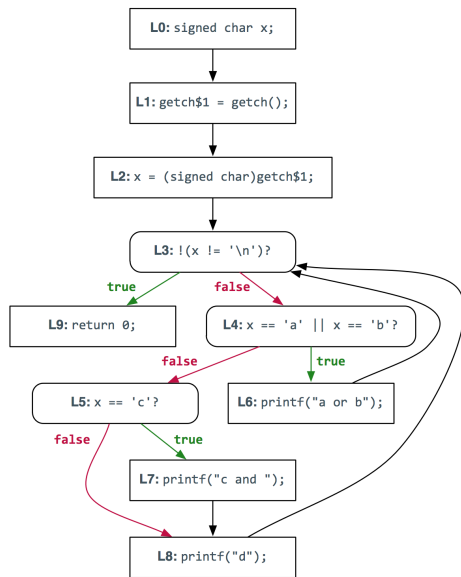 L0: signed char x;
L1: getch$1 = getch();
L2: x = (signed char)getch$1;
L3: !(x != '\n')?
true
false
L9: return 0;
L4: x == 'a' || x == 'b'?
false
true
L5: x == 'c'?
L6: printf("a or b");
false
true
L7: printf("c and ");
L8: printf("d");